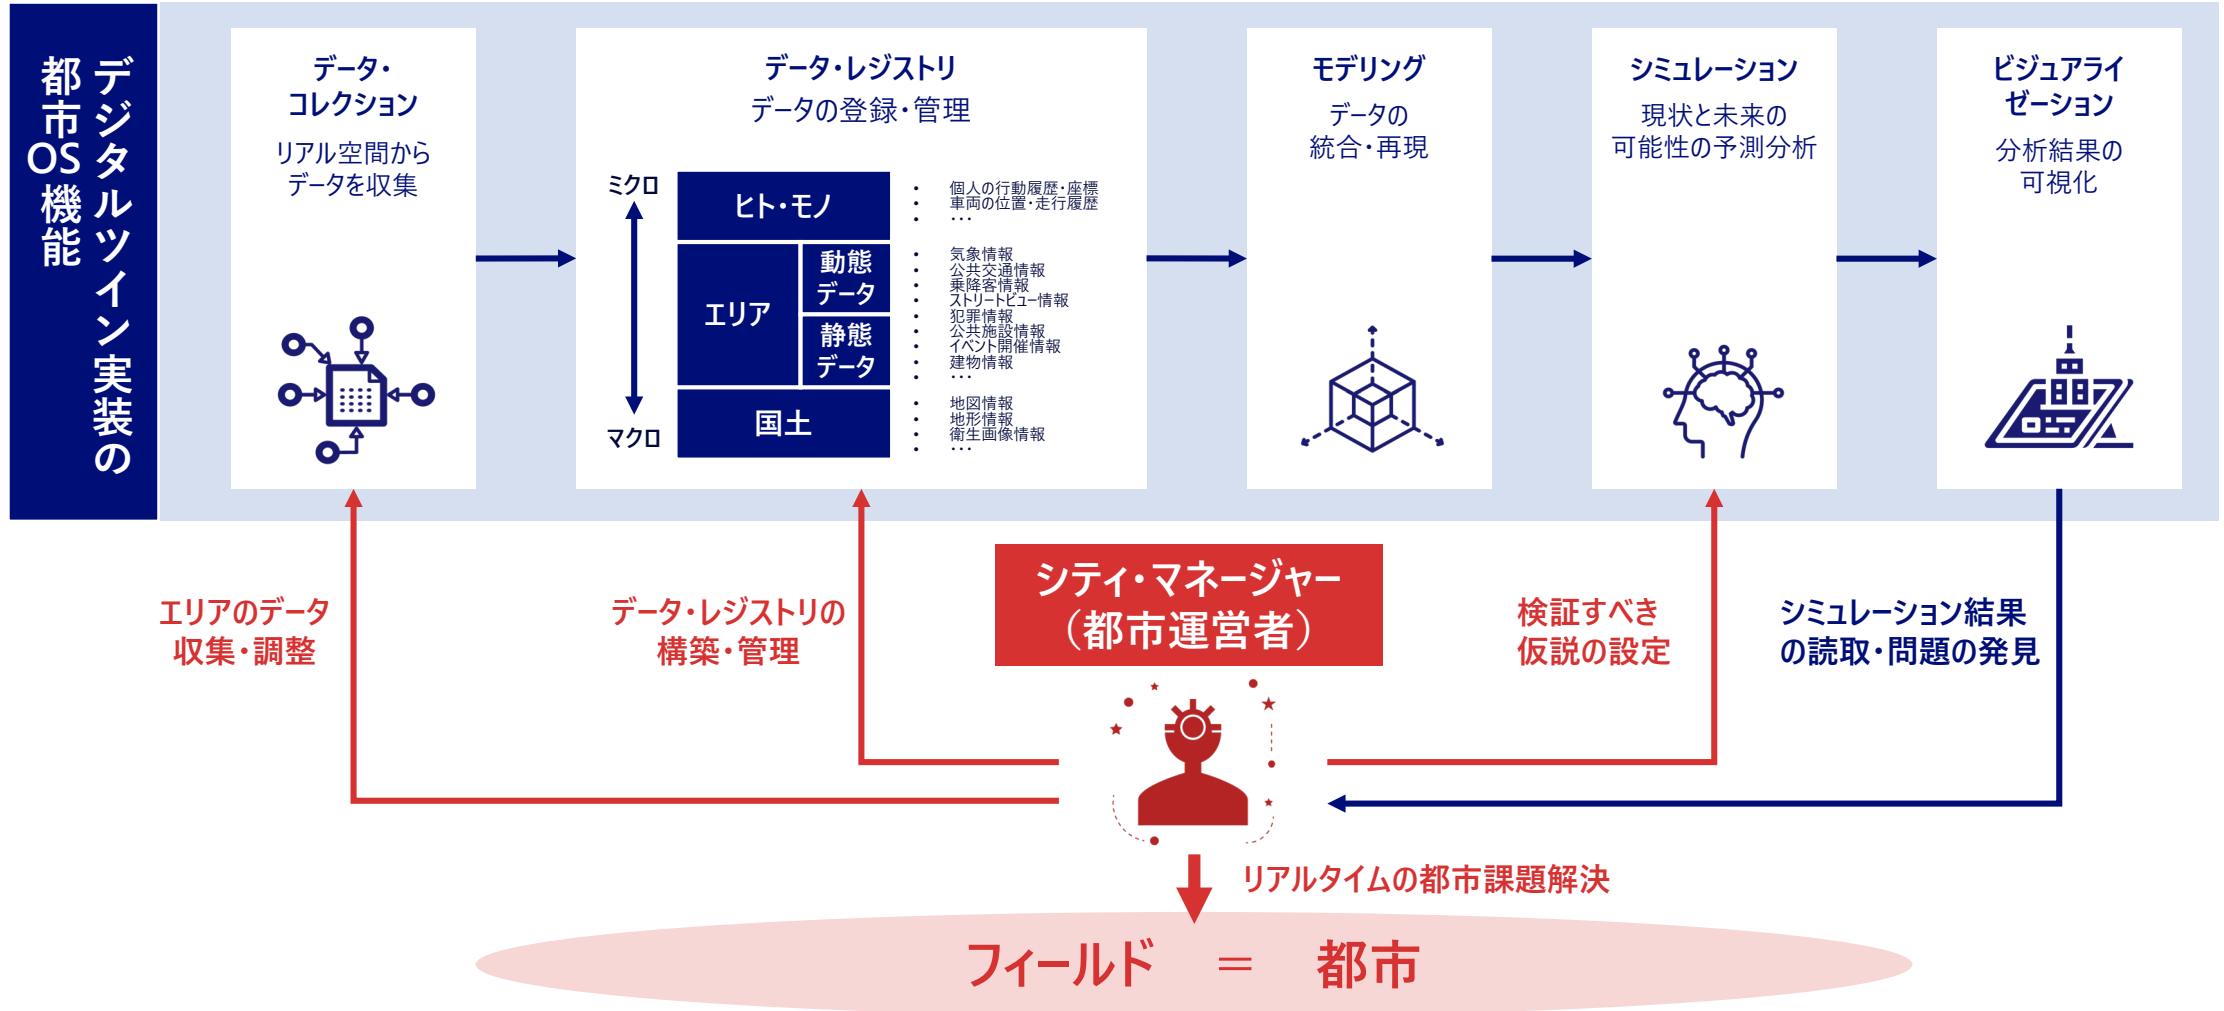 デジタルツイン実装の
都市OS機能
データ・
コレクション
リアル空間から
データを収集
データ・レジストリ
データの登録・管理
ミクロ
マクロ
ヒト・モノ
エリア
動態
データ
静態
データ
国土
• 個人の行動履歴・座標
• 車両の位置・走行履歴
• …
• 気象情報
• 公共交通情報
• 乗降客情報
• ストリートビュー情報
• 犯罪情報
• 公共施設情報
• イベント開催情報
• 建物情報
• …
• 地図情報
• 地形情報
• 衛生画像情報
• …
モデリング
データの
統合・再現
シミュレーション
現状と未来の
可能性の予測分析
ビジュアライ
ゼーション
分析結果の
可視化
エリアのデータ
収集・調整
データ・レジストリの
構築・管理
シティ・マネージャー
（都市運営者）
検証すべき
仮説の設定
シミュレーション結果
の読取・問題の発見
リアルタイムの都市課題解決
フィールド ＝ 都市